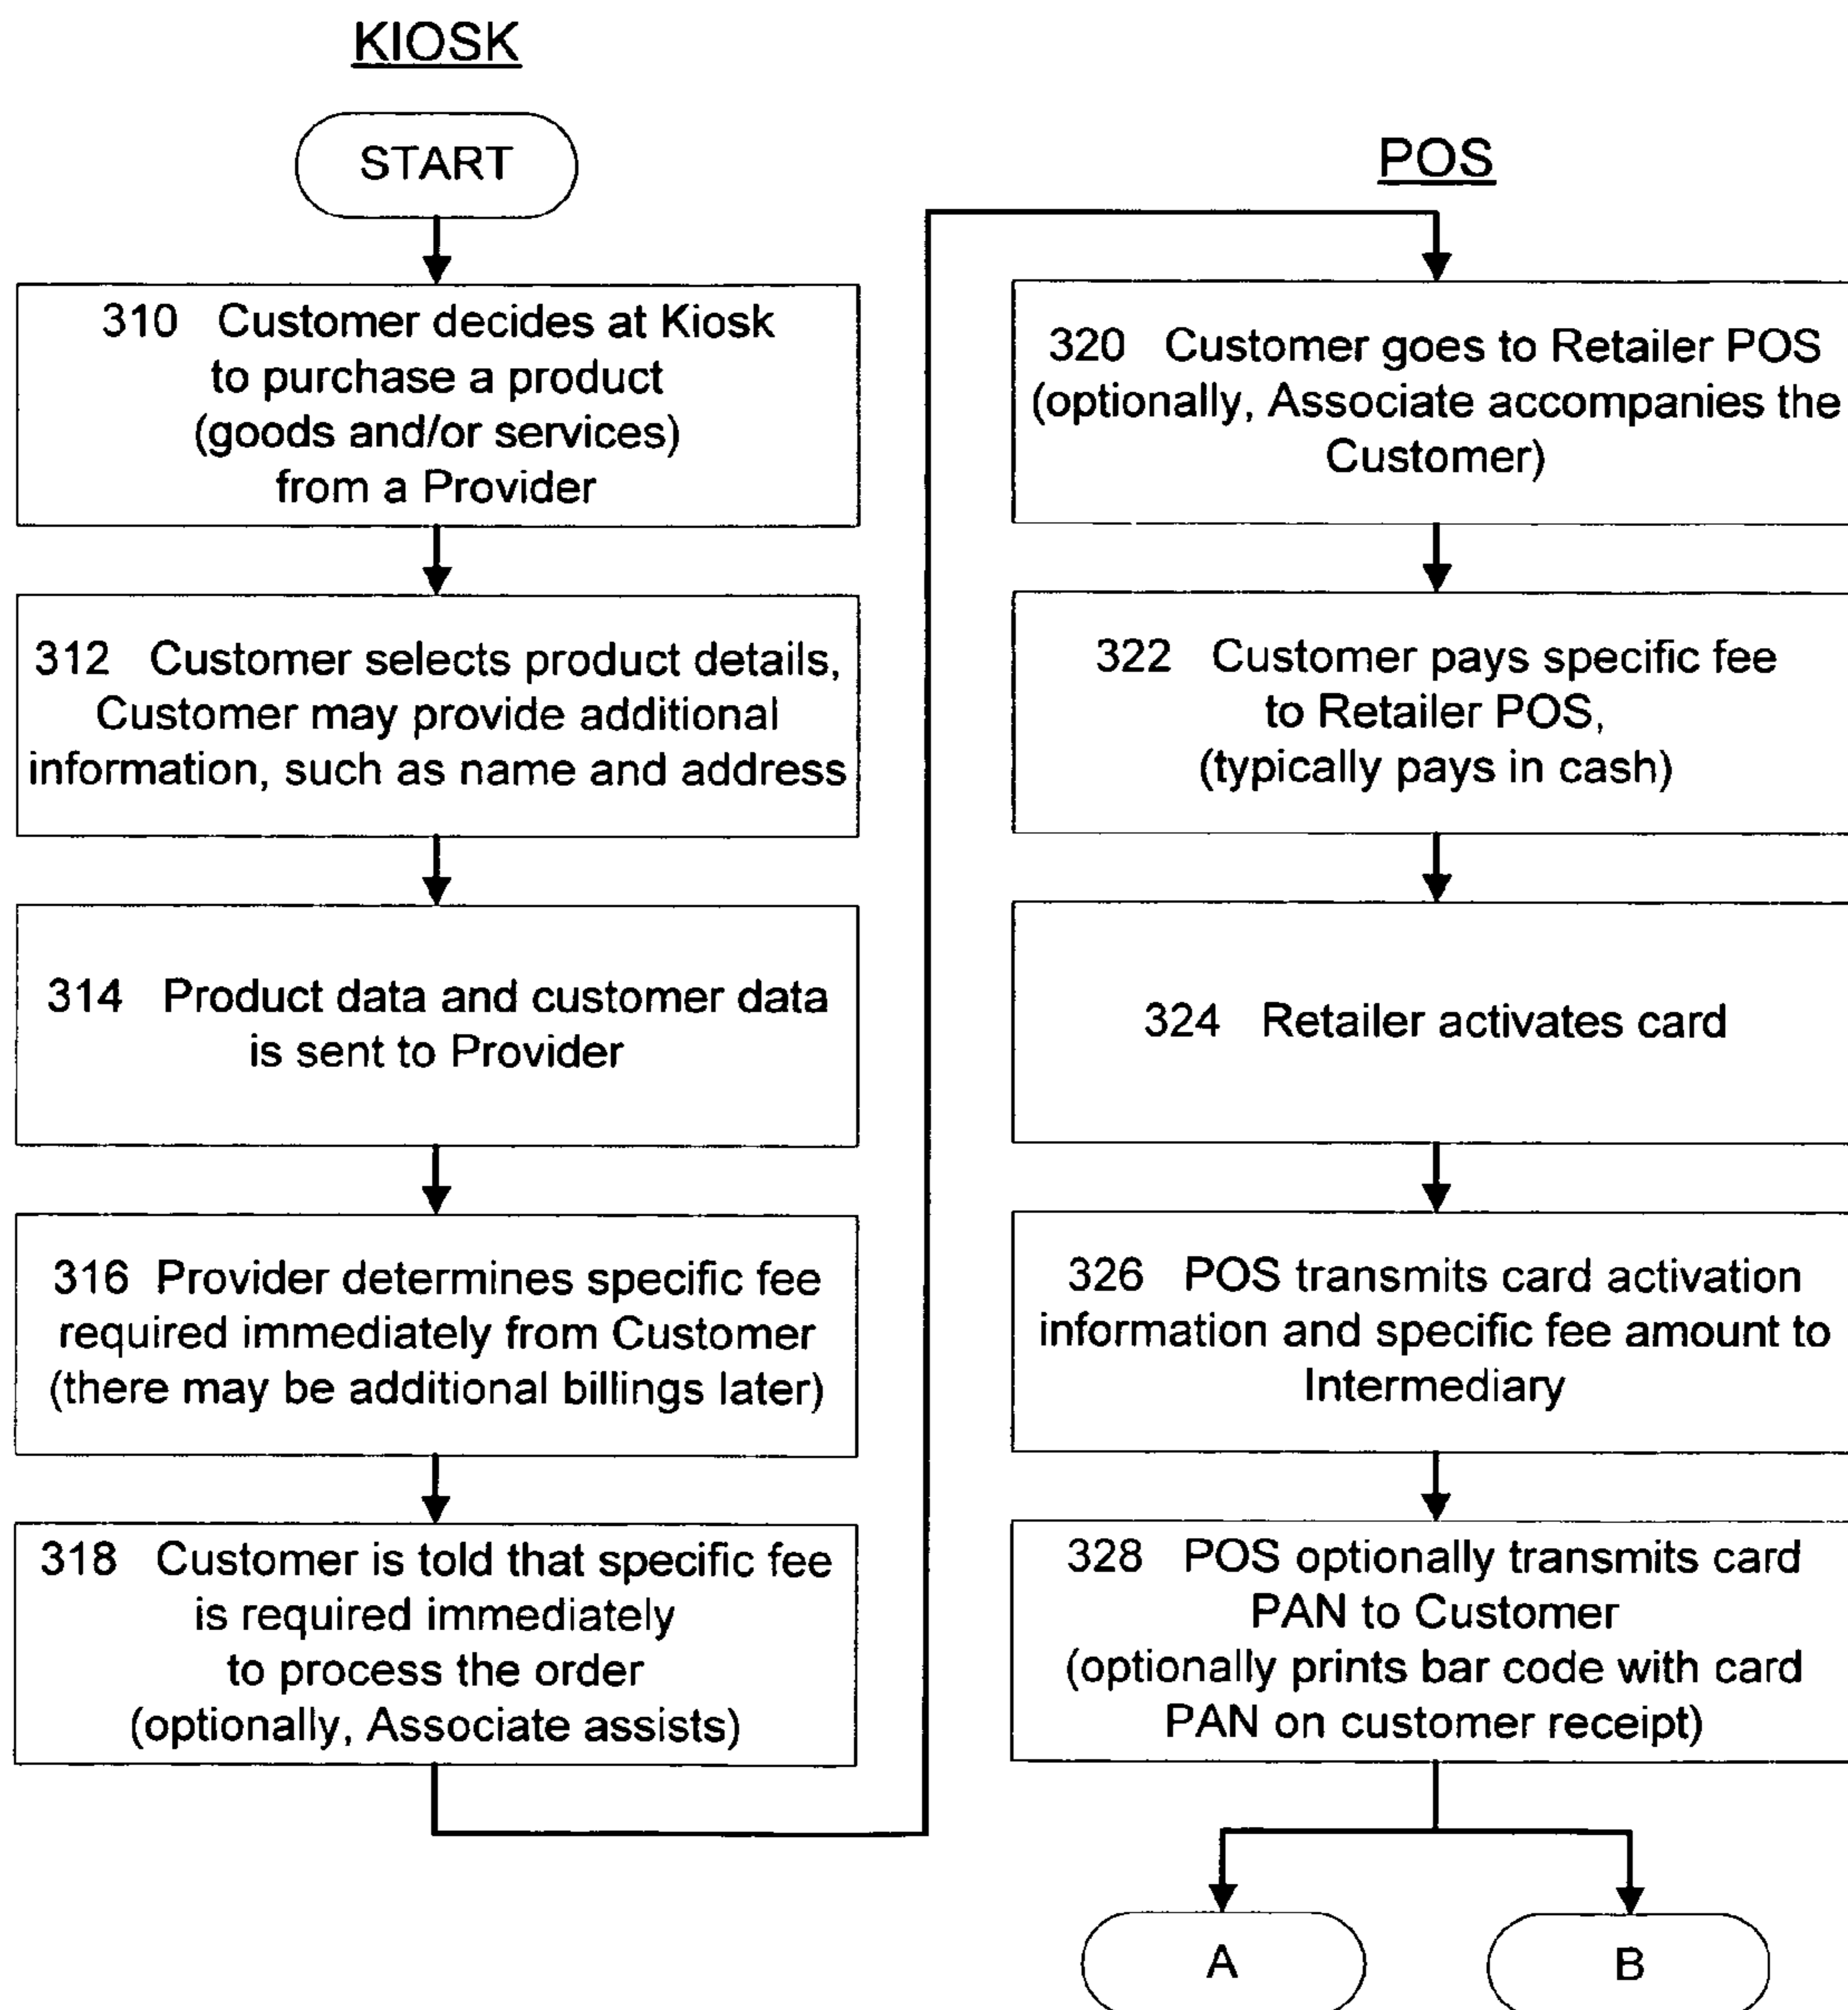 KIOSK
START
310 Customer decides at Kiosk
to purchase a product
(goods and/or services)
from a Provider
312 Customer selects product details,
Customer may provide additional
information, such as name and address
314 Product data and customer data
is sent to Provider
316 Provider determines specific fee
required immediately from Customer
(there may be additional billings later)
318 Customer is told that specific fee
is required immediately
to process the order
(optionally, Associate assists)
POS
320 Customer goes to Retailer POS
(optionally, Associate accompanies the
Customer)
322 Customer pays specific fee
to Retailer POS,
(typically pays in cash)
324 Retailer activates card
326 POS transmits card activation
information and specific fee amount to
Intermediary
328 POS optionally transmits card
PAN to Customer
(optionally prints bar code with card
PAN on customer receipt)
A
B